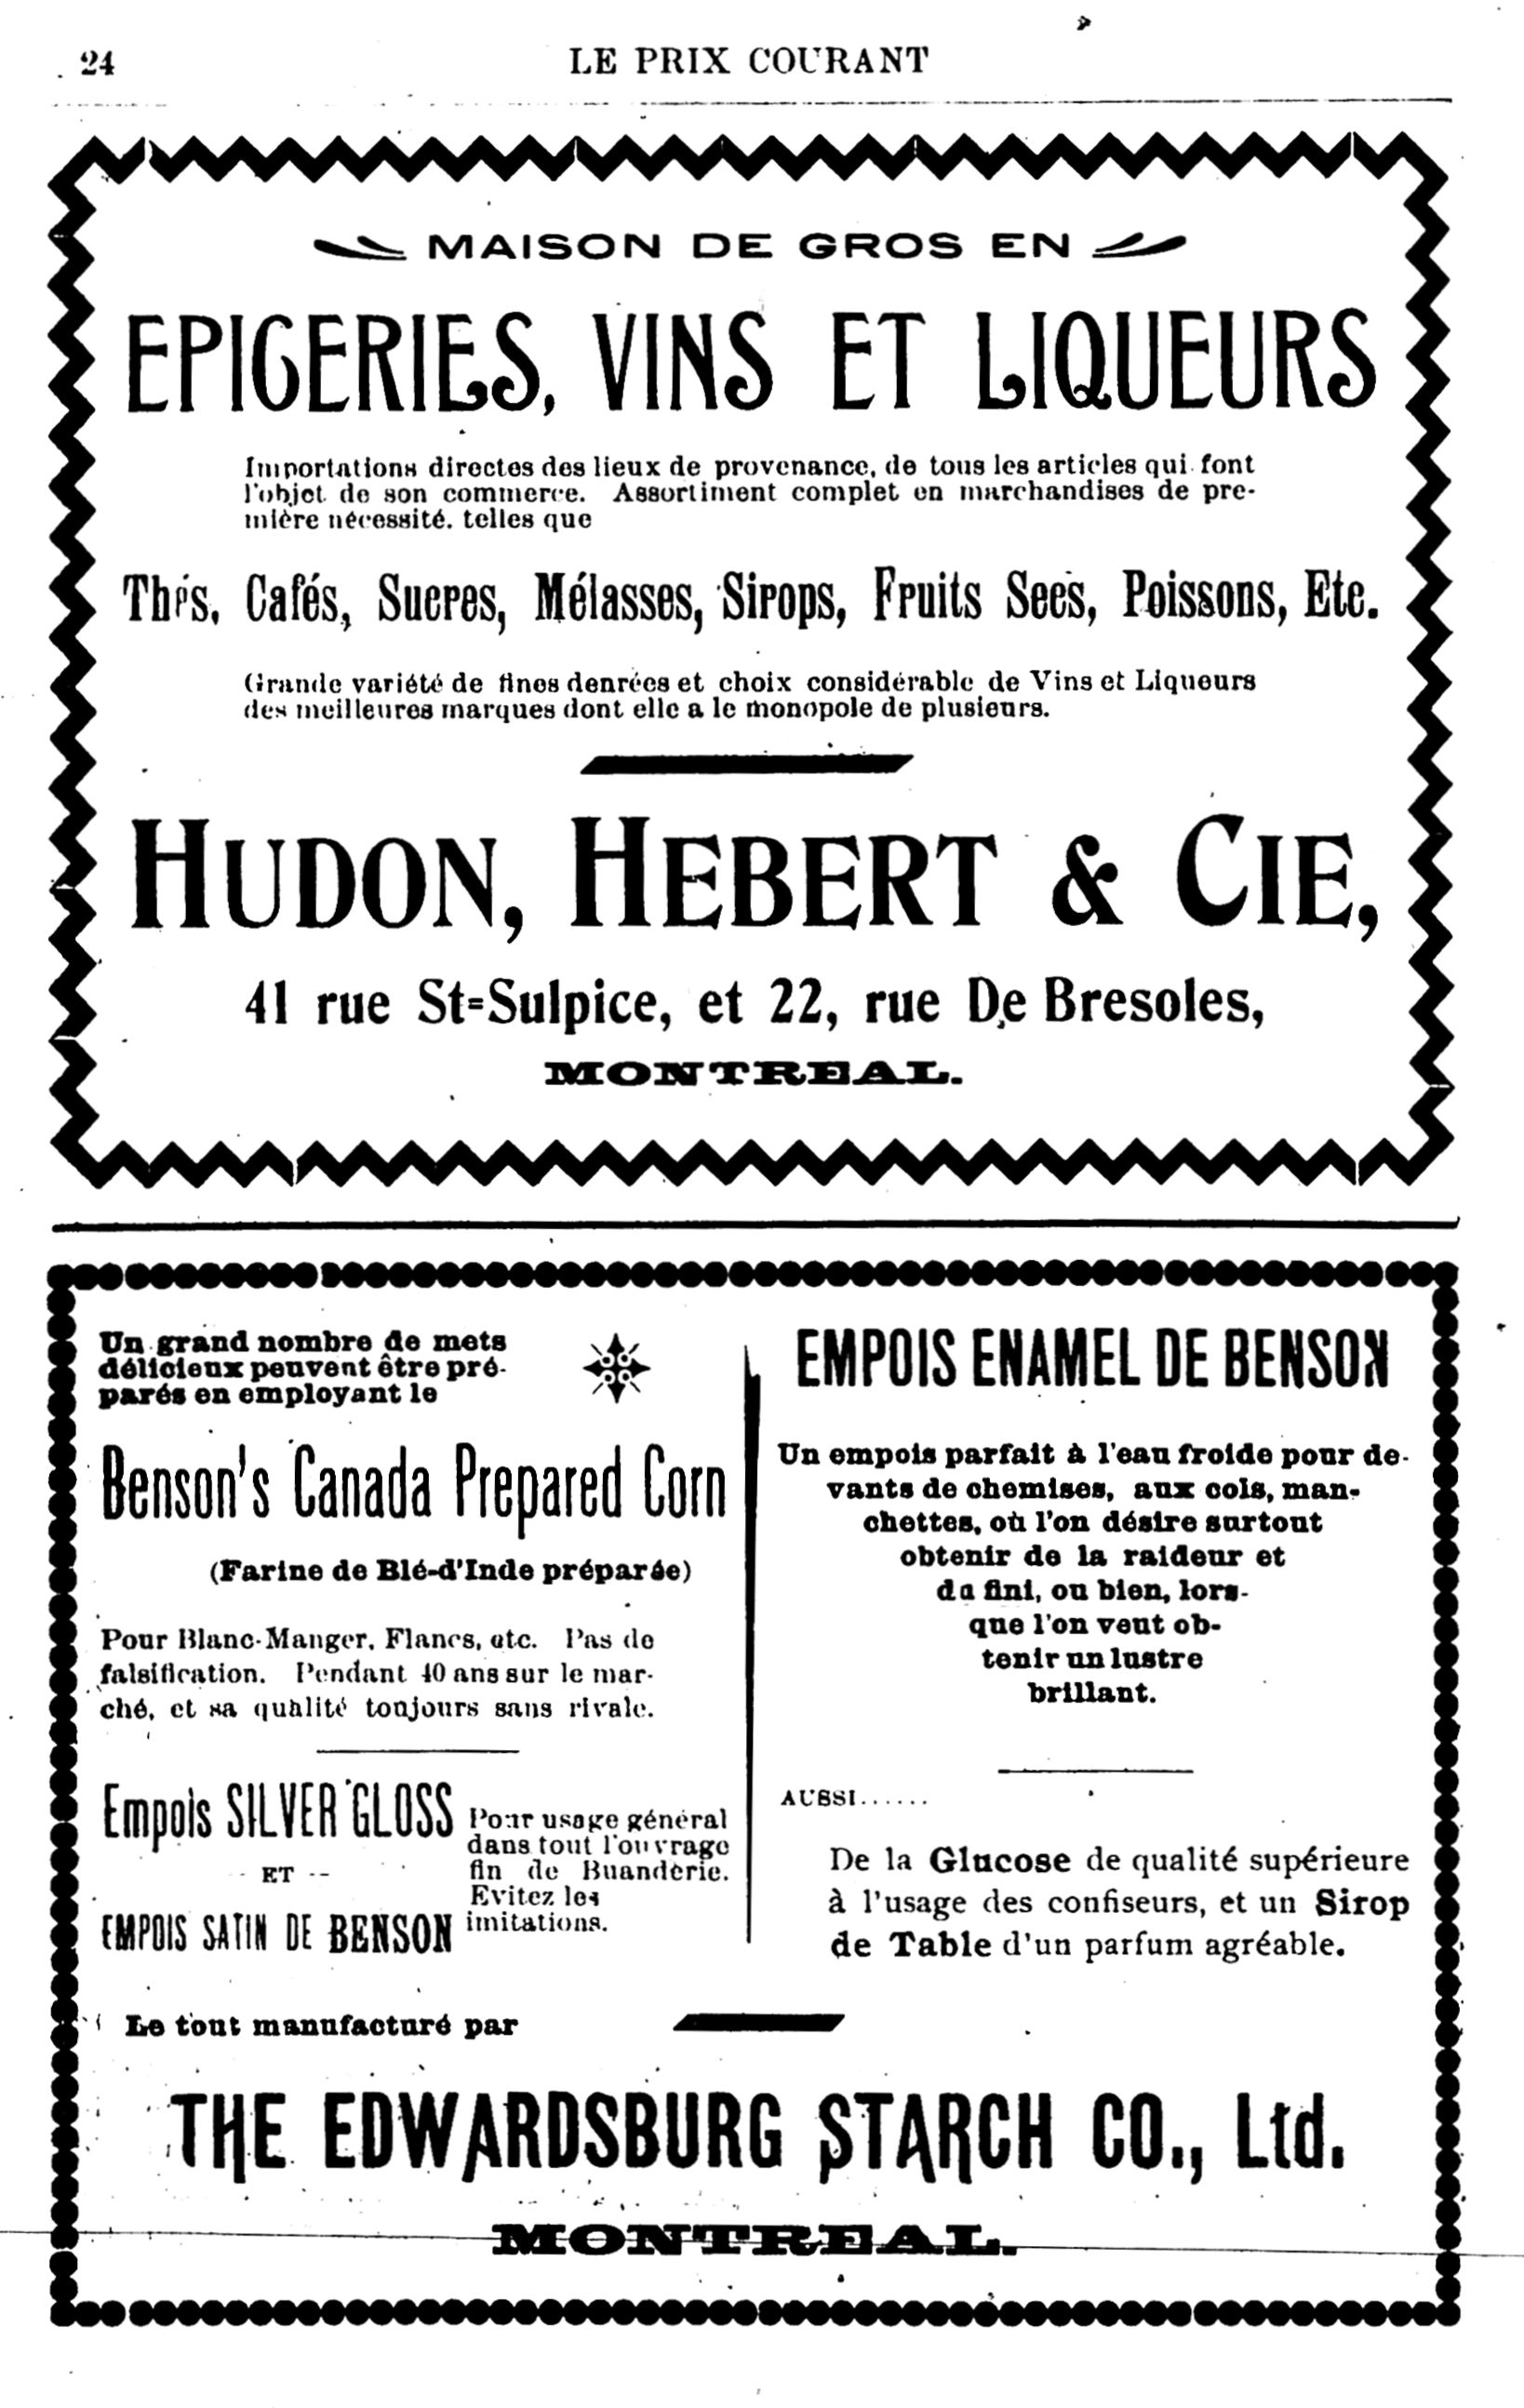 24
LE PRIX COURANT
MAISON DE GROS EN
EPICERIES, VINS ET LIQUEURS
Importations directes des lieux de provenance, de tous les articles qui font
l'objet de son commerce. Assortiment complet en marchandises de pre-
mière nécessité. telles que
Thés, Cafés, Sucres, Mélasses, Sirops, Fruits Secs, Poissons, Etc.
Grande variété de fines denrées et choix considérable de Vins et Liqueurs
des meilleures marques dont elle a le monopole de plusieurs.
HUDON, HEBERT & CIE,
41 rue St=Sulpice, et 22, rue De Bresoles,
MONTREAL.
Un grand nombre de mets
délicieux peuvent être pré-
parés en employant le
Benson's Canada Prepared Corn
(Farine de Blé-d'Inde préparée)
Pour Blanc-Manger, Flancs, etc. Pas de
falsification. Pendant 40 ans sur le mar-
ché, et sa qualité toujours sans rivale.
Empois SILVER GLOSS
ET
EMPOIS SATIN DE BENSON
Pour usage général
dans tout l'ouvrage
fin de Buanderie.
Evitez les
imitations.
EMPOIS ENAMEL DE BENSON
Un empois parfait à l'eau froide pour de-
vants de chemises, aux cols, man-
chettes, où l'on désire surtout
obtenir de la raideur et
du fini, ou bien, lors-
que l'on veut ob-
tenir un lustre
brillant.
AUSSI......
De la Glucose de qualité supérieure
à l'usage des confiseurs, et un Sirop
de Table d'un parfum agréable.
Le tout manufacturé par
THE EDWARDSBURG STARCH CO., Ltd.
MONTREAL.